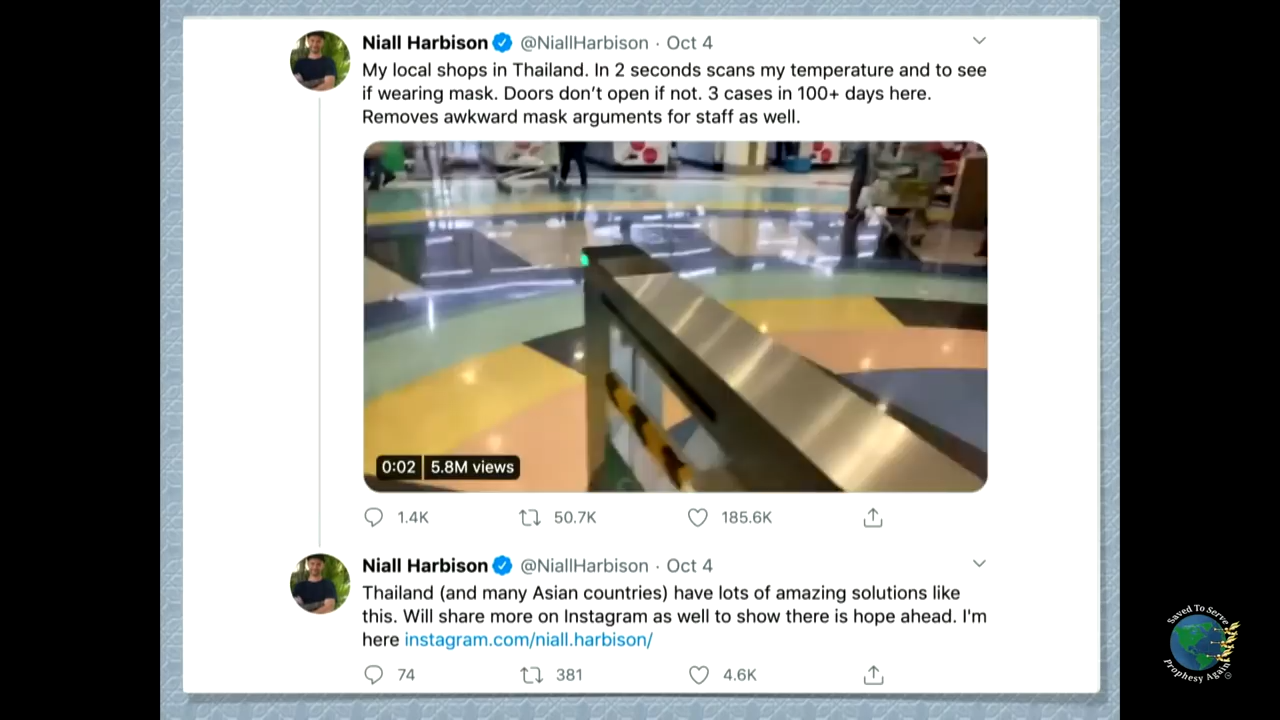 Niall Harbison @NiallHarbison · Oct 4
My local shops in Thailand. In 2 seconds scans my temperature and to see
if wearing mask. Doors don’t open if not. 3 cases in 100+ days here.
Removes awkward mask arguments for staff as well.
0:02 5.8M views
1.4K 50.7K 185.6K
Niall Harbison @NiallHarbison · Oct 4
Thailand (and many Asian countries) have lots of amazing solutions like
this. Will share more on Instagram as well to show there is hope ahead. I'm
here instagram.com/niall.harbison/
74 381 4.6K
Saved To Serve
Prophesy Again